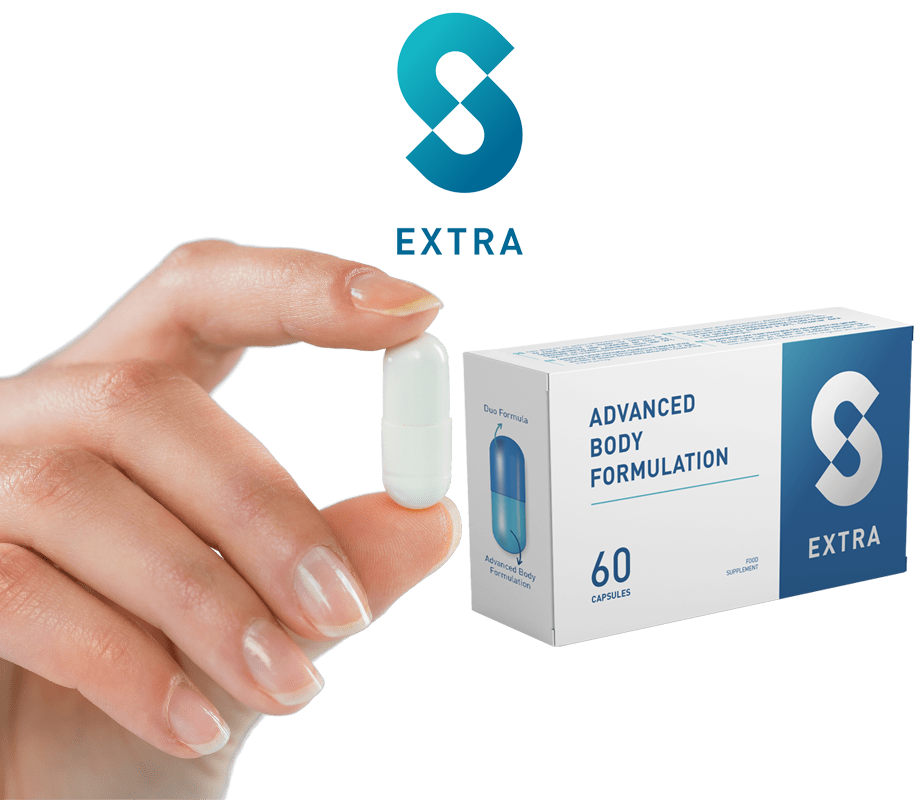 S
EXTRA
Duo Formula
Advanced Body
Formulation
ADVANCED
BODY
FORMULATION
60
CAPSULES
FOOD
SUPPLEMENT
S
EXTRA